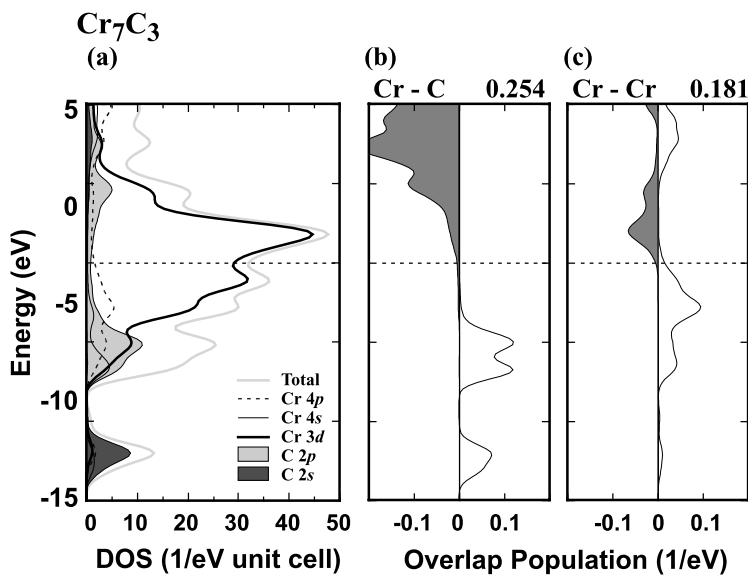 Cr7C3
(a)
(b)
(c)
Cr - C 0.254
Cr - Cr 0.181
5
0
-5
-10
-15
Energy (eV)
Total
Cr 4p
Cr 4s
Cr 3d
C 2p
C 2s
0 10 20 30 40 50
-0.1 0 0.1
-0.1 0 0.1
DOS (1/eV unit cell)
Overlap Population (1/eV)